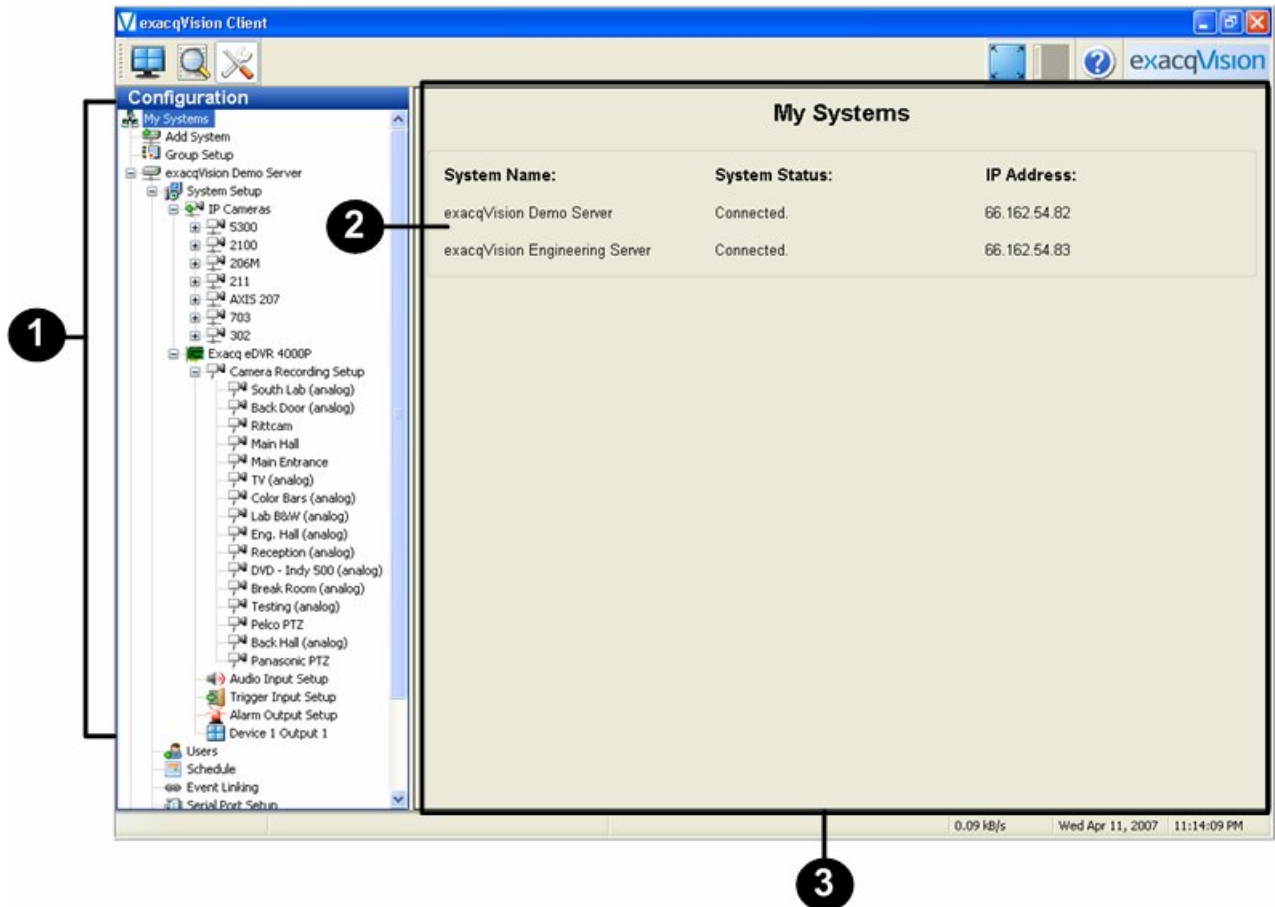 exacqVision Client
exacqVision
Configuration
My Systems
Add System
Group Setup
exacqVision Demo Server
System Setup
IP Cameras
5300
2100
206M
211
AXIS 207
703
302
Exacq eDVR 4000P
Camera Recording Setup
South Lab (analog)
Back Door (analog)
Rittcam
Main Hall
Main Entrance
TV (analog)
Color Bars (analog)
Lab B&W (analog)
Eng. Hall (analog)
Reception (analog)
DVD - Indy 500 (analog)
Break Room (analog)
Testing (analog)
Pelco PTZ
Back Hall (analog)
Panasonic PTZ
Audio Input Setup
Trigger Input Setup
Alarm Output Setup
Device 1 Output 1
Users
Schedule
Event Linking
Serial Port Setup
1
My Systems
System Name: System Status: IP Address:
exacqVision Demo Server Connected. 66.162.54.82
2
exacqVision Engineering Server Connected. 66.162.54.83
0.09 kB/s Wed Apr 11, 2007 11:14:09 PM
3